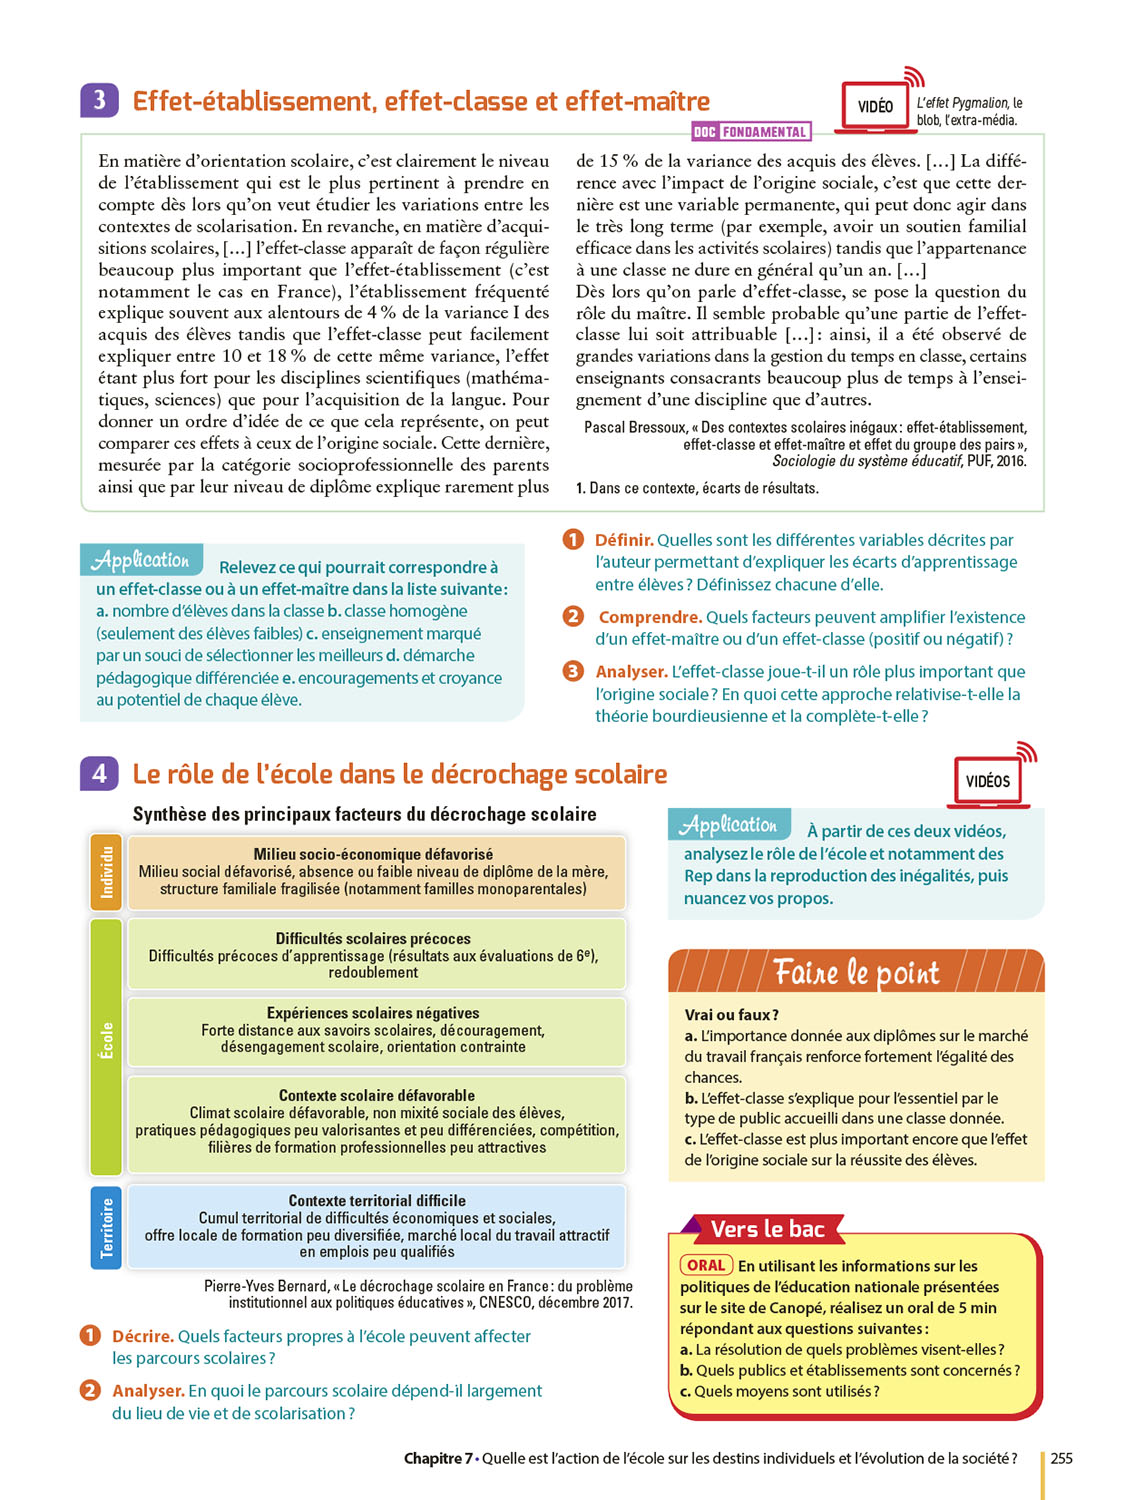 3 Effet-établissement, effet-classe et effet-maître
VIDÉO
L'effet Pygmalion, le
blob, l'extra-média.
DOC FONDAMENTAL
En matière d'orientation scolaire, c'est clairement le niveau
de l'établissement qui est le plus pertinent à prendre en
compte dès lors qu'on veut étudier les variations entre les
contextes de scolarisation. En revanche, en matière d'acqui-
sitions scolaires, […] l'effet-classe apparaît de façon régulière
beaucoup plus important que l'effet-établissement (c'est
notamment le cas en France), l'établissement fréquenté
explique souvent aux alentours de 4 % de la variance I des
acquis des élèves tandis que l'effet-classe peut facilement
expliquer entre 10 et 18 % de cette même variance, l'effet
étant plus fort pour les disciplines scientifiques (mathéma-
tiques, sciences) que pour l'acquisition de la langue. Pour
donner un ordre d'idée de ce que cela représente, on peut
comparer ces effets à ceux de l'origine sociale. Cette dernière,
mesurée par la catégorie socioprofessionnelle des parents
ainsi que par leur niveau de diplôme explique rarement plus
de 15 % de la variance des acquis des élèves. […] La diffé-
rence avec l'impact de l'origine sociale, c'est que cette der-
nière est une variable permanente, qui peut donc agir dans
le très long terme (par exemple, avoir un soutien familial
efficace dans les activités scolaires) tandis que l'appartenance
à une classe ne dure en général qu'un an. […]
Dès lors qu'on parle d'effet-classe, se pose la question du
rôle du maître. Il semble probable qu'une partie de l'effet-
classe lui soit attribuable […] : ainsi, il a été observé de
grandes variations dans la gestion du temps en classe, certains
enseignants consacrants beaucoup plus de temps à l'ensei-
gnement d'une discipline que d'autres.
Pascal Bressoux, « Des contextes scolaires inégaux : effet-établissement,
effet-classe et effet-maître et effet du groupe des pairs »,
Sociologie du système éducatif, PUF, 2016.
1. Dans ce contexte, écarts de résultats.
Application Relevez ce qui pourrait correspondre à
un effet-classe ou à un effet-maître dans la liste suivante :
a. nombre d'élèves dans la classe b. classe homogène
(seulement des élèves faibles) c. enseignement marqué
par un souci de sélectionner les meilleurs d. démarche
pédagogique différenciée e. encouragements et croyance
au potentiel de chaque élève.
1 Définir. Quelles sont les différentes variables décrites par
l'auteur permettant d'expliquer les écarts d'apprentissage
entre élèves ? Définissez chacune d'elle.
2 Comprendre. Quels facteurs peuvent amplifier l'existence
d'un effet-maître ou d'un effet-classe (positif ou négatif) ?
3 Analyser. L'effet-classe joue-t-il un rôle plus important que
l'origine sociale ? En quoi cette approche relativise-t-elle la
théorie bourdieusienne et la complète-t-elle ?
4 Le rôle de l'école dans le décrochage scolaire
VIDÉOS
Synthèse des principaux facteurs du décrochage scolaire
Individu
Milieu socio-économique défavorisé
Milieu social défavorisé, absence ou faible niveau de diplôme de la mère,
structure familiale fragilisée (notamment familles monoparentales)
École
Difficultés scolaires précoces
Difficultés précoces d'apprentissage (résultats aux évaluations de 6e),
redoublement
Expériences scolaires négatives
Forte distance aux savoirs scolaires, découragement,
désengagement scolaire, orientation contrainte
Contexte scolaire défavorable
Climat scolaire défavorable, non mixité sociale des élèves,
pratiques pédagogiques peu valorisantes et peu différenciées, compétition,
filières de formation professionnelles peu attractives
Territoire
Contexte territorial difficile
Cumul territorial de difficultés économiques et sociales,
offre locale de formation peu diversifiée, marché local du travail attractif
en emplois peu qualifiés
Pierre-Yves Bernard, « Le décrochage scolaire en France : du problème
institutionnel aux politiques éducatives », CNESCO, décembre 2017.
1 Décrire. Quels facteurs propres à l'école peuvent affecter
les parcours scolaires ?
2 Analyser. En quoi le parcours scolaire dépend-il largement
du lieu de vie et de scolarisation ?
Application À partir de ces deux vidéos,
analysez le rôle de l'école et notamment des
Rep dans la reproduction des inégalités, puis
nuancez vos propos.
Faire le point
Vrai ou faux ?
a. L'importance donnée aux diplômes sur le marché
du travail français renforce fortement l'égalité des
chances.
b. L'effet-classe s'explique pour l'essentiel par le
type de public accueilli dans une classe donnée.
c. L'effet-classe est plus important encore que l'effet
de l'origine sociale sur la réussite des élèves.
Vers le bac
ORAL En utilisant les informations sur les
politiques de l'éducation nationale présentées
sur le site de Canopé, réalisez un oral de 5 min
répondant aux questions suivantes :
a. La résolution de quels problèmes visent-elles ?
b. Quels publics et établissements sont concernés ?
c. Quels moyens sont utilisés ?
Chapitre 7 • Quelle est l'action de l'école sur les destins individuels et l'évolution de la société ? 255